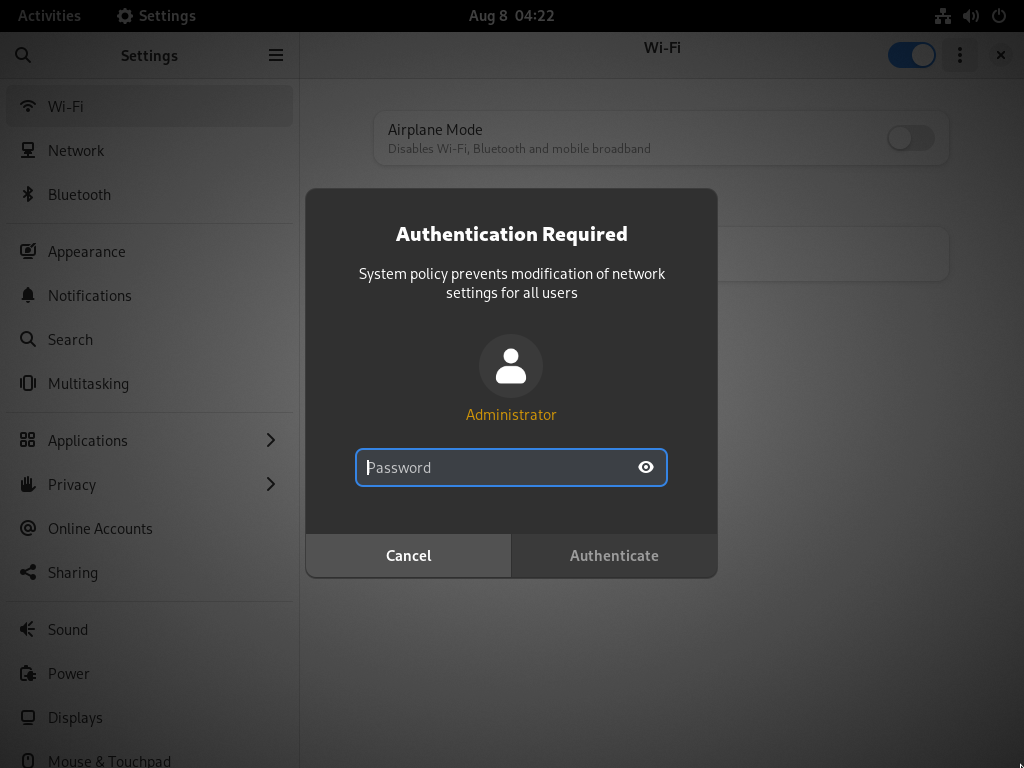 Activities
Settings
Aug 8 04:22
Settings
Wi-Fi
Wi-Fi
Network
Bluetooth
Appearance
Notifications
Search
Multitasking
Applications
Privacy
Online Accounts
Sharing
Sound
Power
Displays
Mouse & Touchpad
Airplane Mode
Disables Wi-Fi, Bluetooth and mobile broadband
Authentication Required
System policy prevents modification of network
settings for all users
Administrator
Password
Cancel
Authenticate